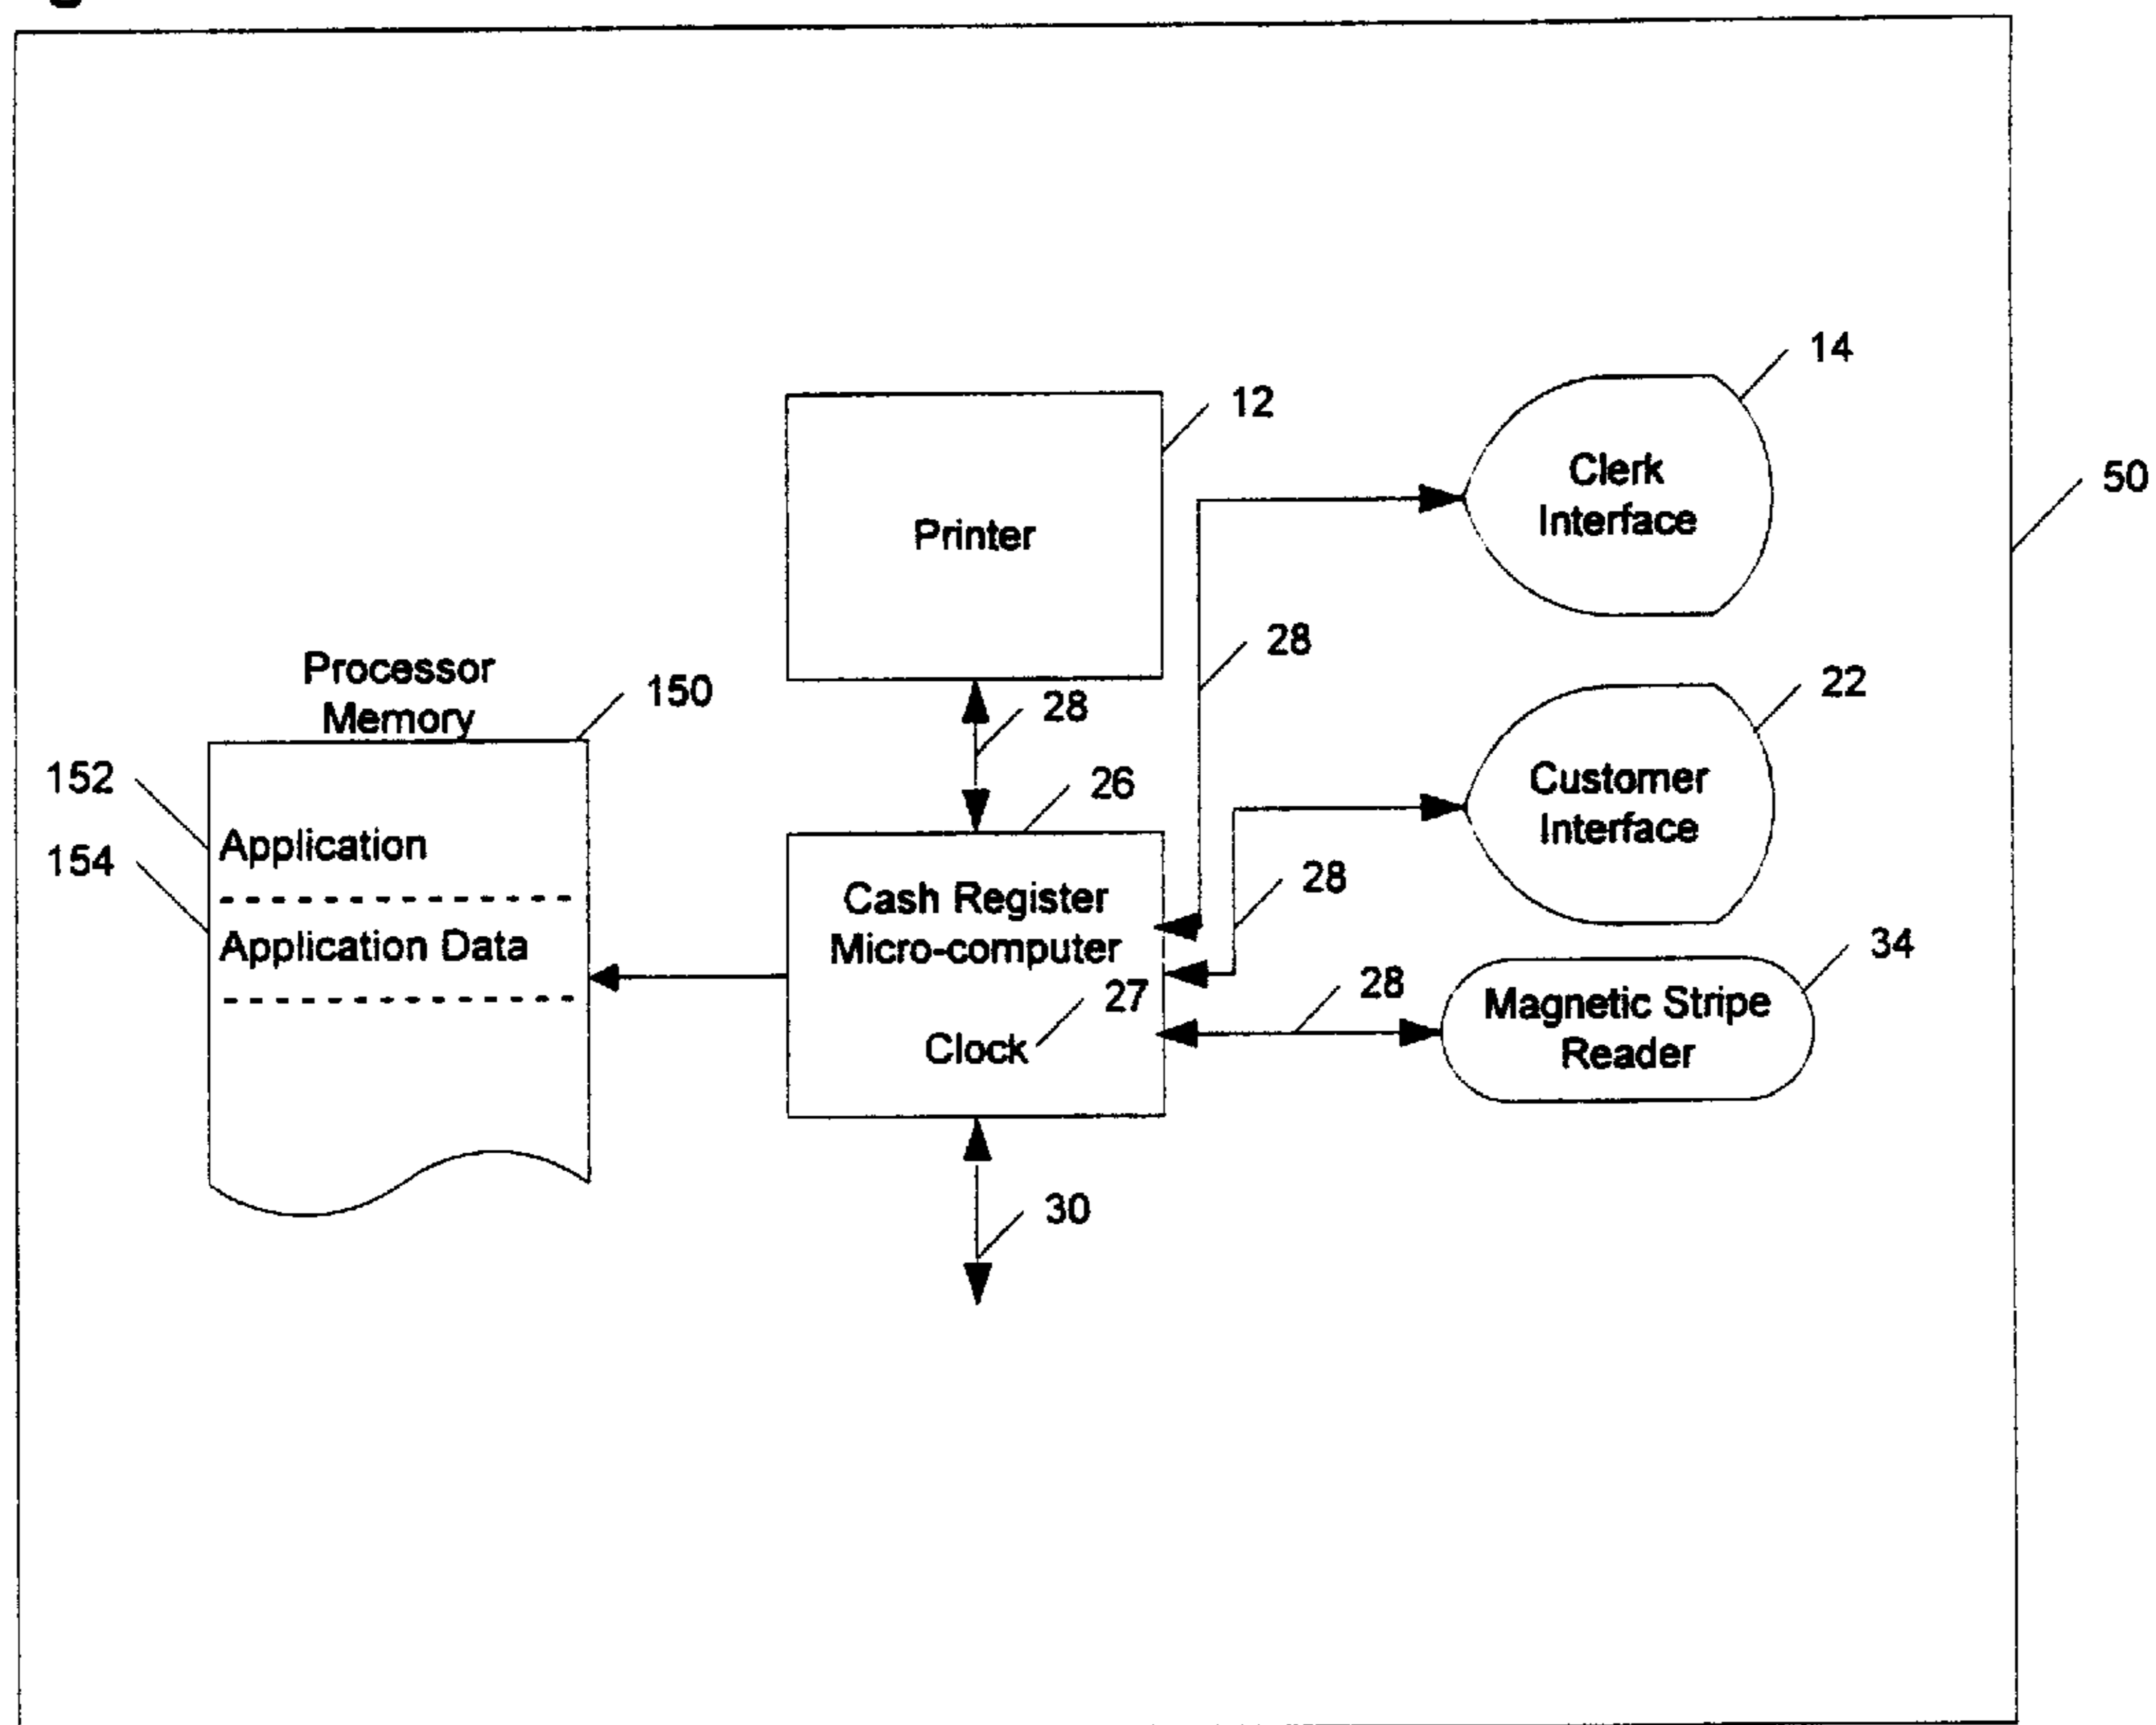 14
12
Clerk
Interface
50
Printer
28
Processor
Memory
150
28
22
152
Application
26
Customer
Interface
154
Application Data
Cash Register
Micro-computer
28
27
Clock
28
34
Magnetic Stripe
Reader
30